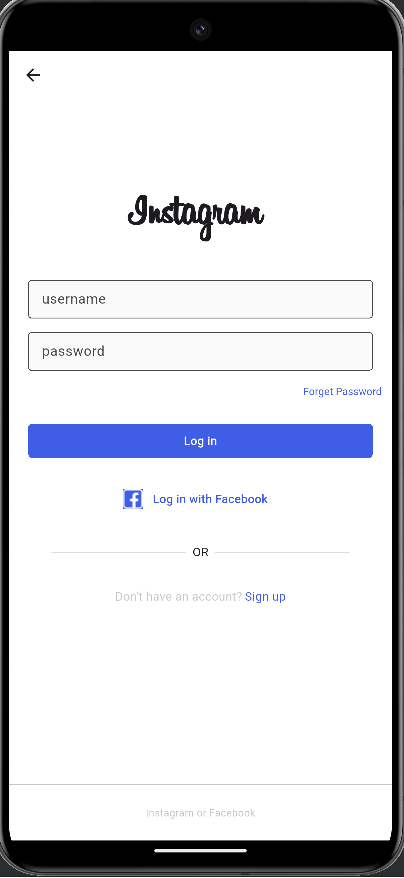 Instagram
username
password
Forget Password
Log in
Log in with Facebook
OR
Don't have an account? Sign up
Instagram or Facebook